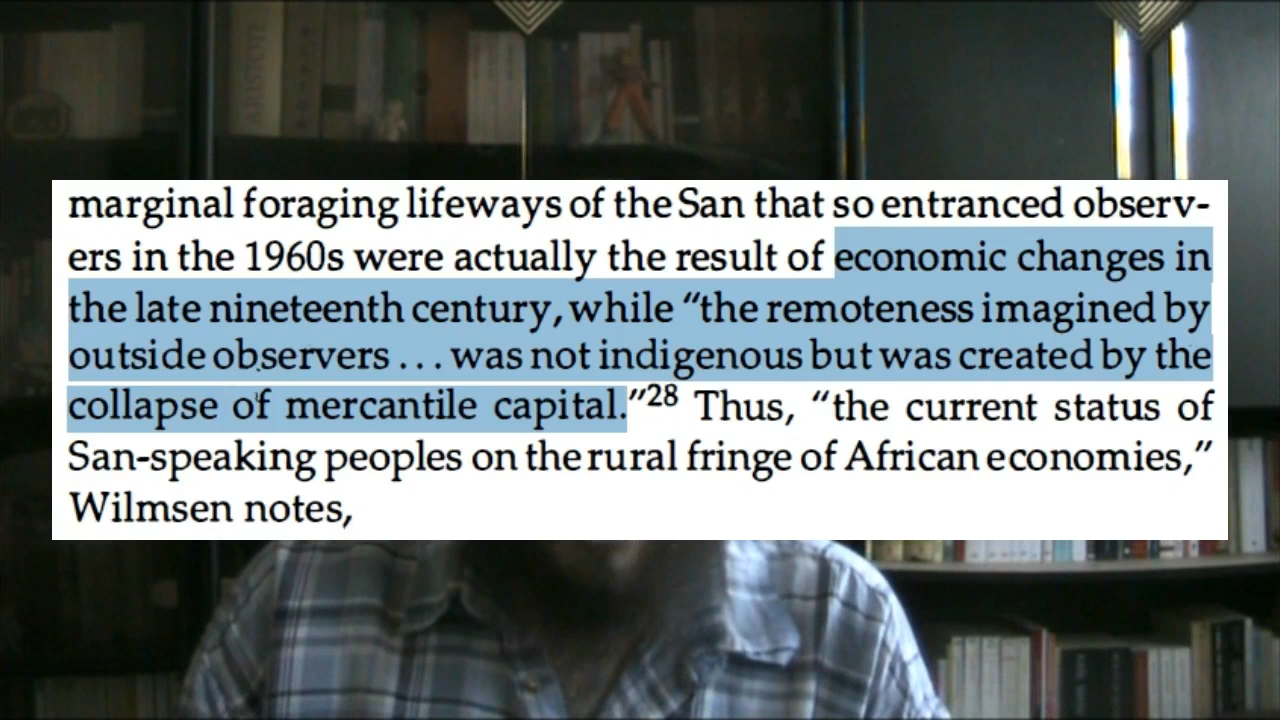 ARISTOTE
marginal foraging lifeways of the San that so entranced observ-
ers in the 1960s were actually the result of economic changes in
the late nineteenth century, while “the remoteness imagined by
outside observers . . . was not indigenous but was created by the
collapse of mercantile capital.”28 Thus, “the current status of
San-speaking peoples on the rural fringe of African economies,”
Wilmsen notes,